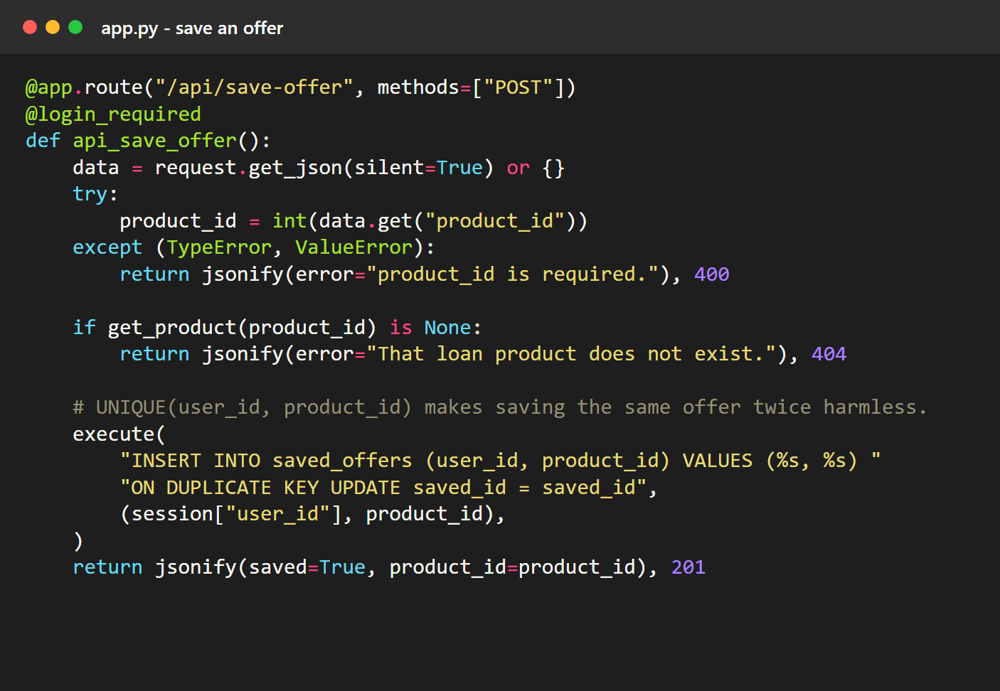 app.py - save an offer
@app.route("/api/save-offer", methods=["POST"])
@login_required
def api_save_offer():
    data = request.get_json(silent=True) or {}
    try:
        product_id = int(data.get("product_id"))
    except (TypeError, ValueError):
        return jsonify(error="product_id is required."), 400

    if get_product(product_id) is None:
        return jsonify(error="That loan product does not exist."), 404

    # UNIQUE(user_id, product_id) makes saving the same offer twice harmless.
    execute(
        "INSERT INTO saved_offers (user_id, product_id) VALUES (%s, %s) "
        "ON DUPLICATE KEY UPDATE saved_id = saved_id",
        (session["user_id"], product_id),
    )
    return jsonify(saved=True, product_id=product_id), 201